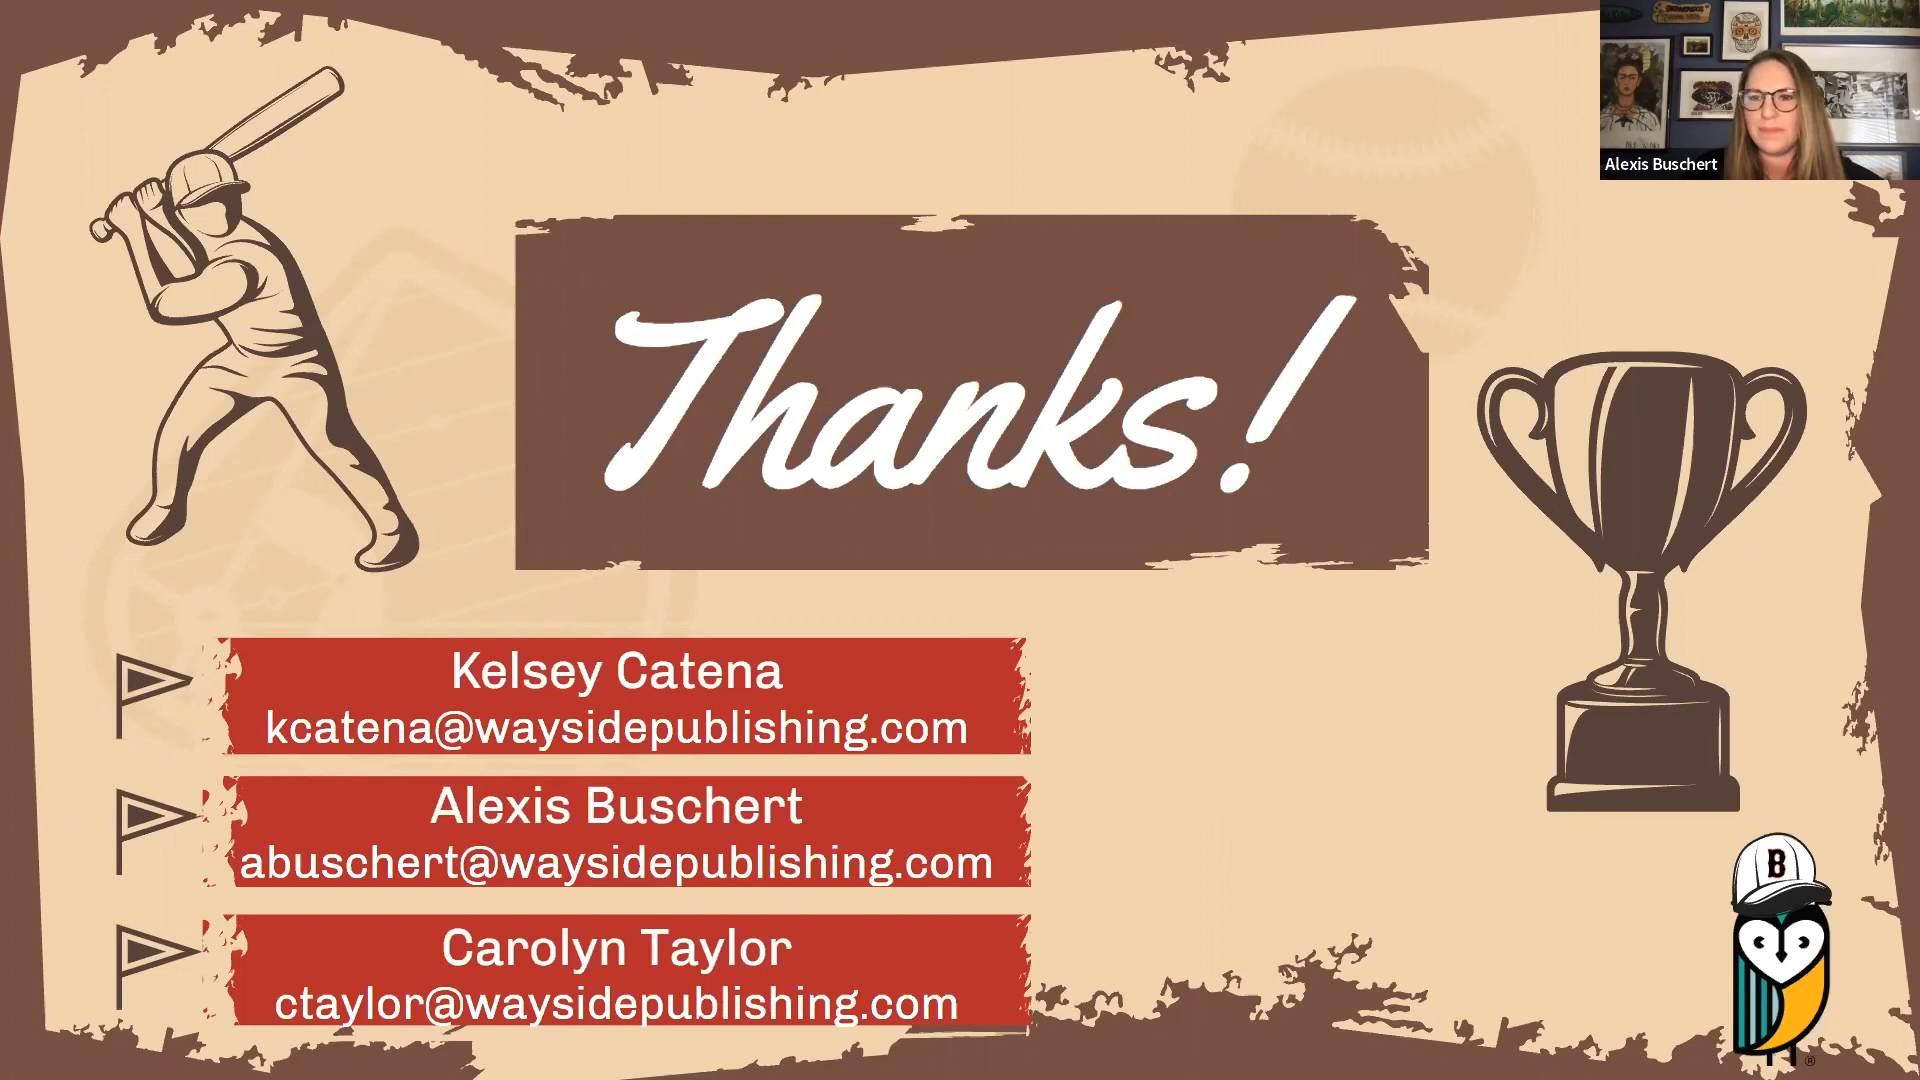 Alexis Buschert
Thanks!
Kelsey Catena
kcatena@waysidepublishing.com
Alexis Buschert
abuschert@waysidepublishing.com
Carolyn Taylor
ctaylor@waysidepublishing.com
B
®